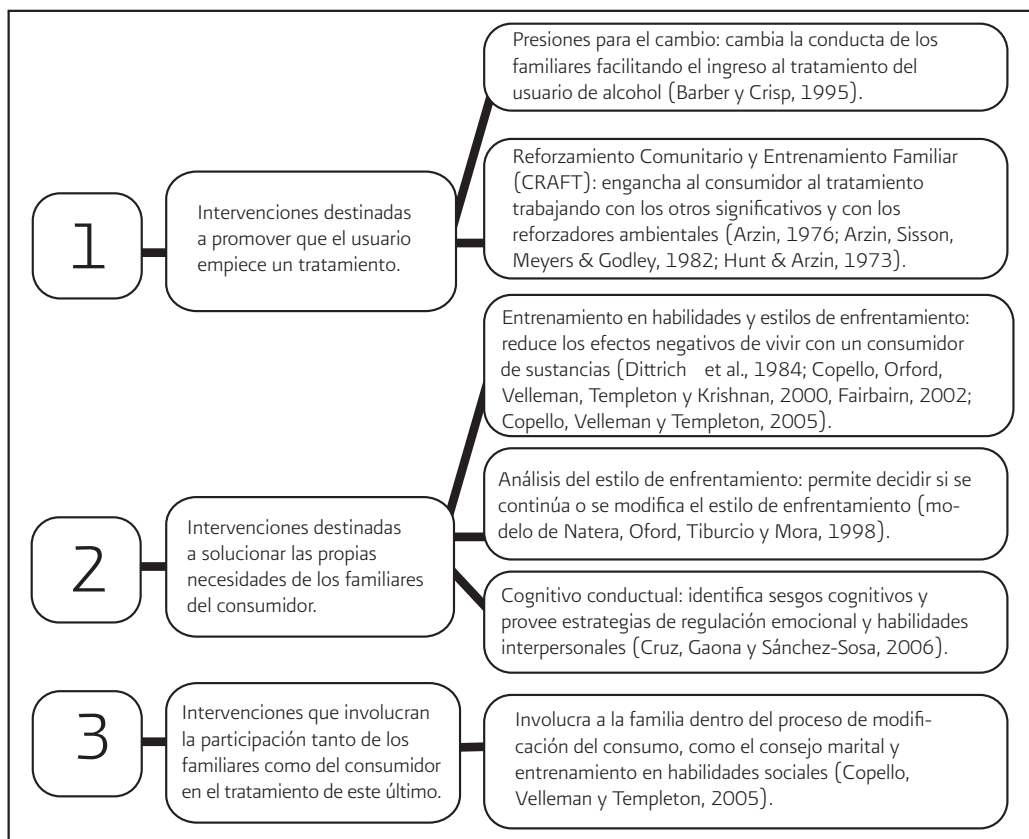 1
Intervenciones destinadas
a promover que el usuario
empiece un tratamiento.
Presiones para el cambio: cambia la conducta de los
familiares facilitando el ingreso al tratamiento del
usuario de alcohol (Barber y Crisp, 1995).
Reforzamiento Comunitario y Entrenamiento Familiar
(CRAFT): engancha al consumidor al tratamiento
trabajando con los otros significativos y con los
reforzadores ambientales (Arzin, 1976; Arzin, Sisson,
Meyers & Godley, 1982; Hunt & Arzin, 1973).
2
Intervenciones destinadas
a solucionar las propias
necesidades de los familiares
del consumidor.
Entrenamiento en habilidades y estilos de enfrentamiento:
reduce los efectos negativos de vivir con un consumidor
de sustancias (Dittrich et al., 1984; Copello, Orford,
Velleman, Templeton y Krishnan, 2000, Fairbairn, 2002;
Copello, Velleman y Templeton, 2005).
Análisis del estilo de enfrentamiento: permite decidir si se
continúa o se modifica el estilo de enfrentamiento (mo-
delo de Natera, Oford, Tiburcio y Mora, 1998).
Cognitivo conductual: identifica sesgos cognitivos y
provee estrategias de regulación emocional y habilidades
interpersonales (Cruz, Gaona y Sánchez-Sosa, 2006).
3
Intervenciones que involucran
la participación tanto de los
familiares como del consumidor
en el tratamiento de este último.
Involucra a la familia dentro del proceso de modifi-
cación del consumo, como el consejo marital y
entrenamiento en habilidades sociales (Copello,
Velleman y Templeton, 2005).